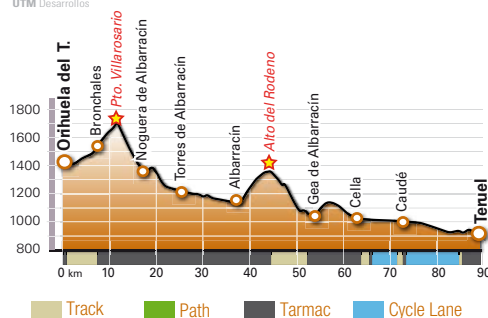 UTM Desarrollos
Orihuela del T.
Bronchales
Pto. Villarosario
Noguera de Albarracín
Torres de Albarracín
Albarracín
Alto del Rodeno
Gea de Albarracín
Cella
Caudé
Teruel
1800
1600
1400
1200
1000
800
0 km 10 20 30 40 50 60 70 80 90
Track Path Tarmac Cycle Lane